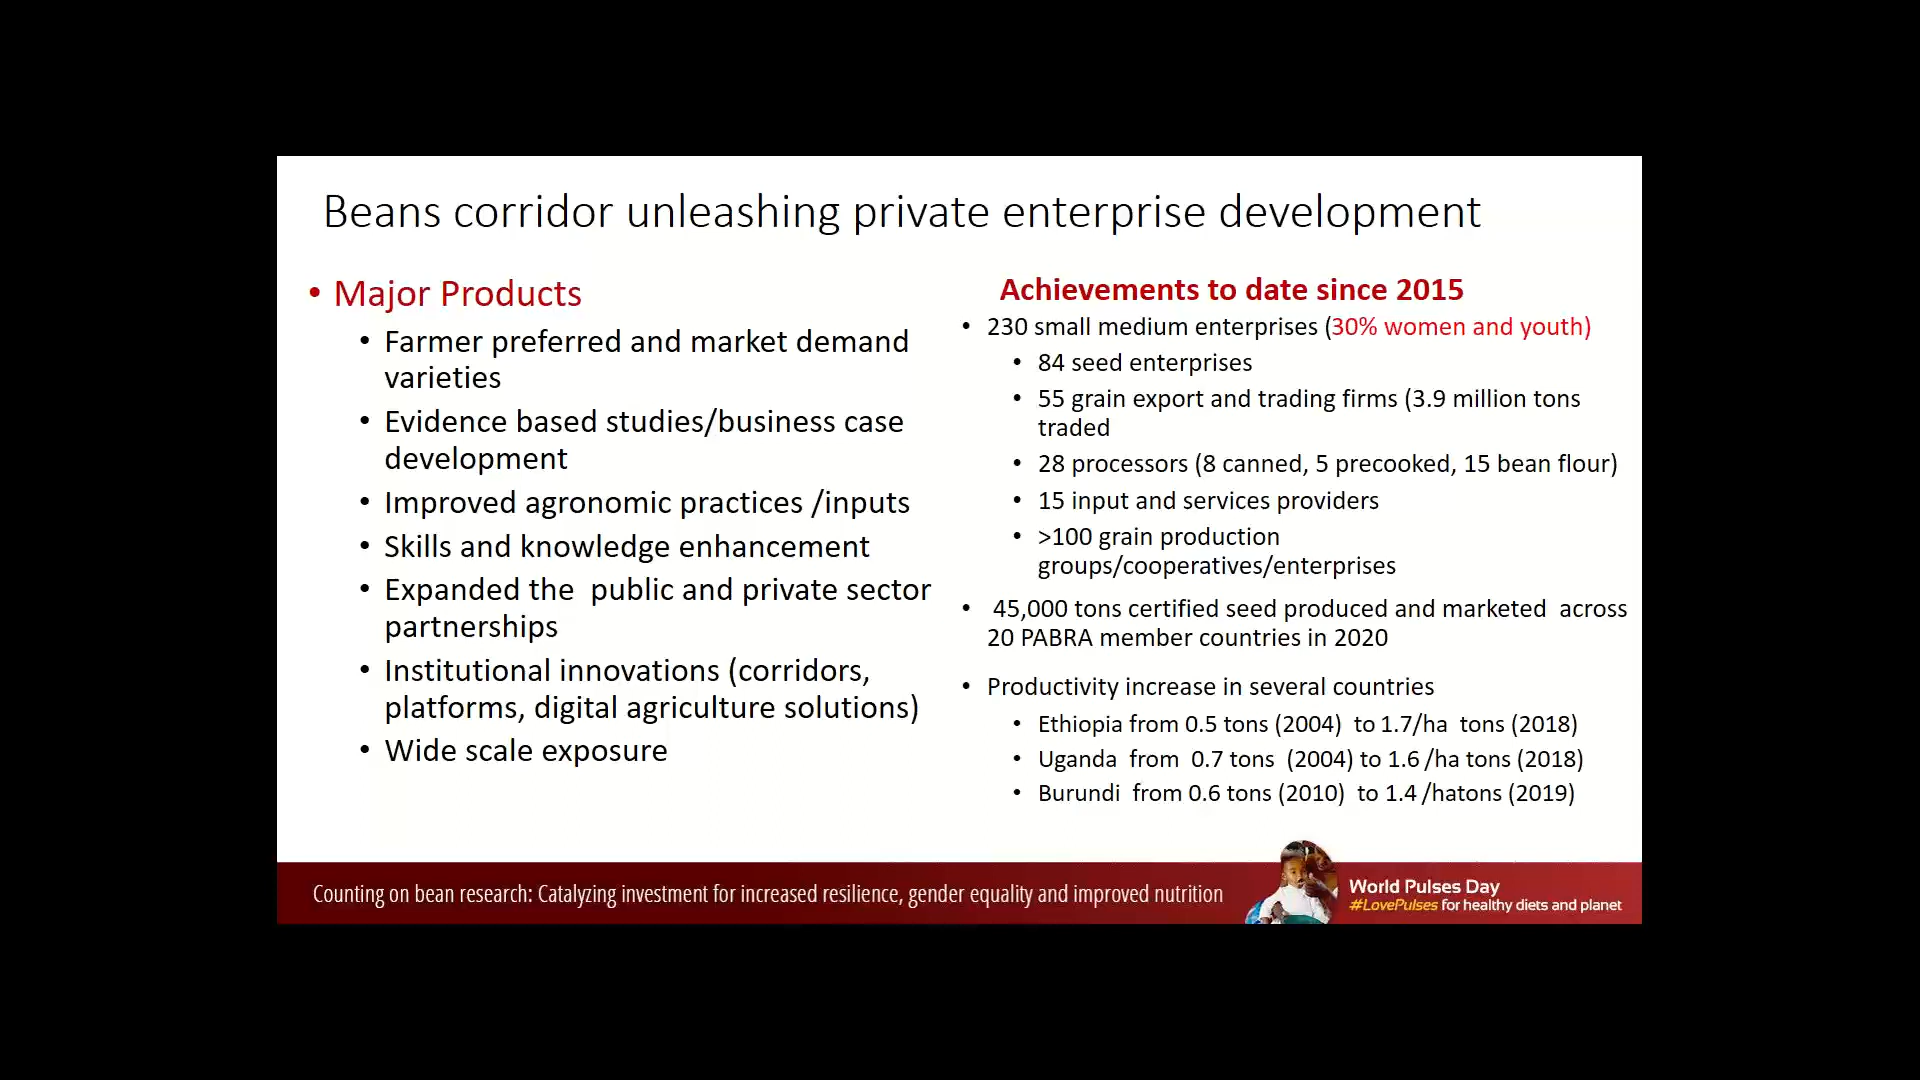 Beans corridor unleashing private enterprise development
• Major Products
• Farmer preferred and market demand
varieties
• Evidence based studies/business case
development
• Improved agronomic practices /inputs
• Skills and knowledge enhancement
• Expanded the  public and private sector
partnerships
• Institutional innovations (corridors,
platforms, digital agriculture solutions)
• Wide scale exposure
Achievements to date since 2015
• 230 small medium enterprises (30% women and youth)
• 84 seed enterprises
• 55 grain export and trading firms (3.9 million tons
traded
• 28 processors (8 canned, 5 precooked, 15 bean flour)
• 15 input and services providers
• >100 grain production
groups/cooperatives/enterprises
• 45,000 tons certified seed produced and marketed  across
20 PABRA member countries in 2020
• Productivity increase in several countries
• Ethiopia from 0.5 tons (2004)  to 1.7/ha  tons (2018)
• Uganda  from  0.7 tons  (2004) to 1.6 /ha tons (2018)
• Burundi  from 0.6 tons (2010)  to 1.4 /hatons (2019)
Counting on bean research: Catalyzing investment for increased resilience, gender equality and improved nutrition
World Pulses Day
#LovePulses for healthy diets and planet